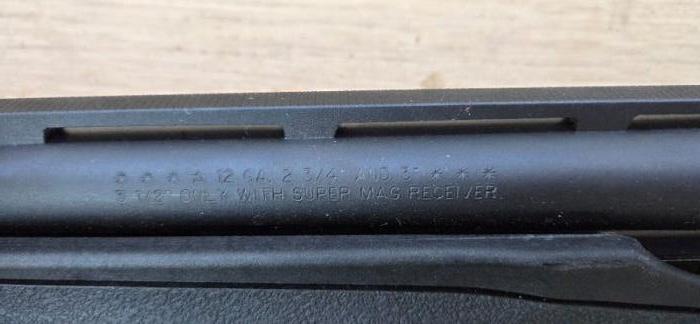 * * * * 12 GA. 2 3/4" AND 3" * * *
3 1/2" ONLY WITH SUPER MAG RECEIVER.